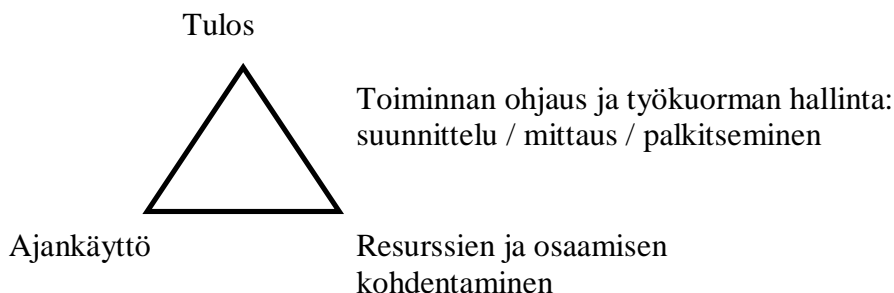 Tulos
Toiminnan ohjaus ja työkuorman hallinta:
suunnittelu / mittaus / palkitseminen
Ajankäyttö
Resurssien ja osaamisen
kohdentaminen